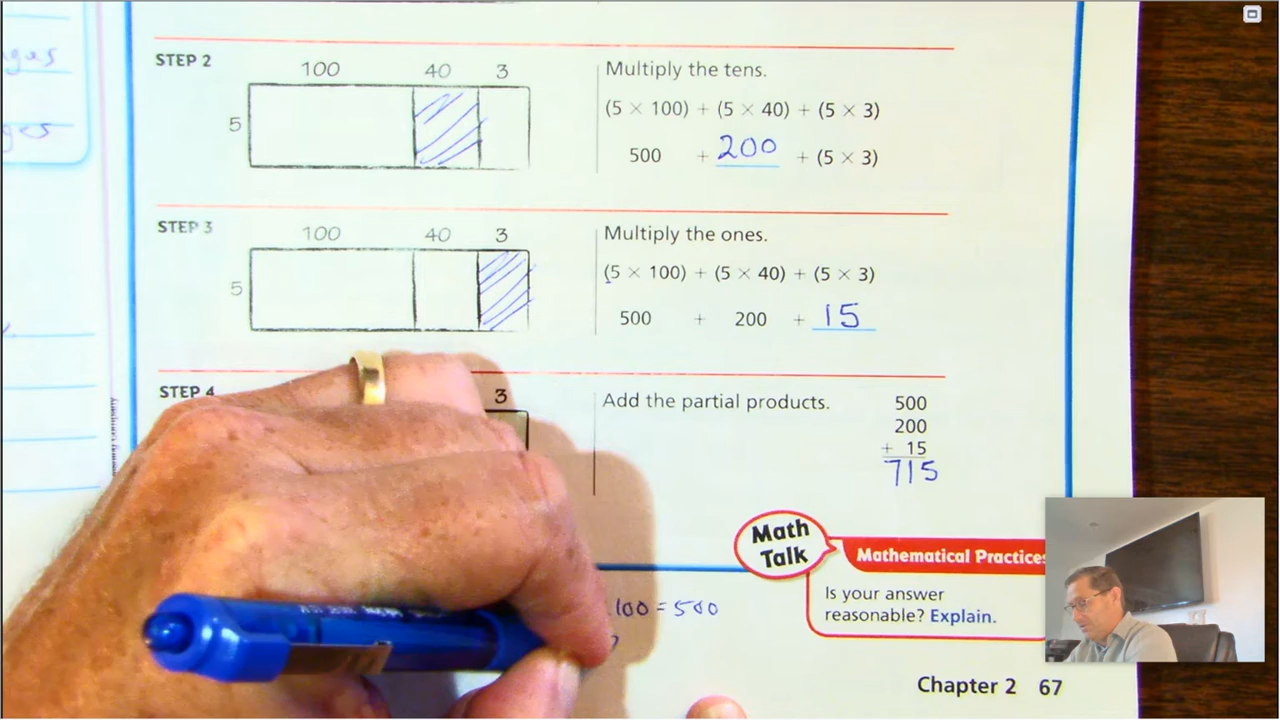 STEP 2
100 40 3
5
Multiply the tens.
(5 × 100) + (5 × 40) + (5 × 3)
500 + 200 + (5 × 3)
STEP 3
100 40 3
5
Multiply the ones.
(5 × 100) + (5 × 40) + (5 × 3)
500 + 200 + 15
STEP 4
3
Add the partial products.
500
200
+ 15
715
Math
Talk
Mathematical Practices
Is your answer
reasonable? Explain.
100 = 500
Chapter 2 67